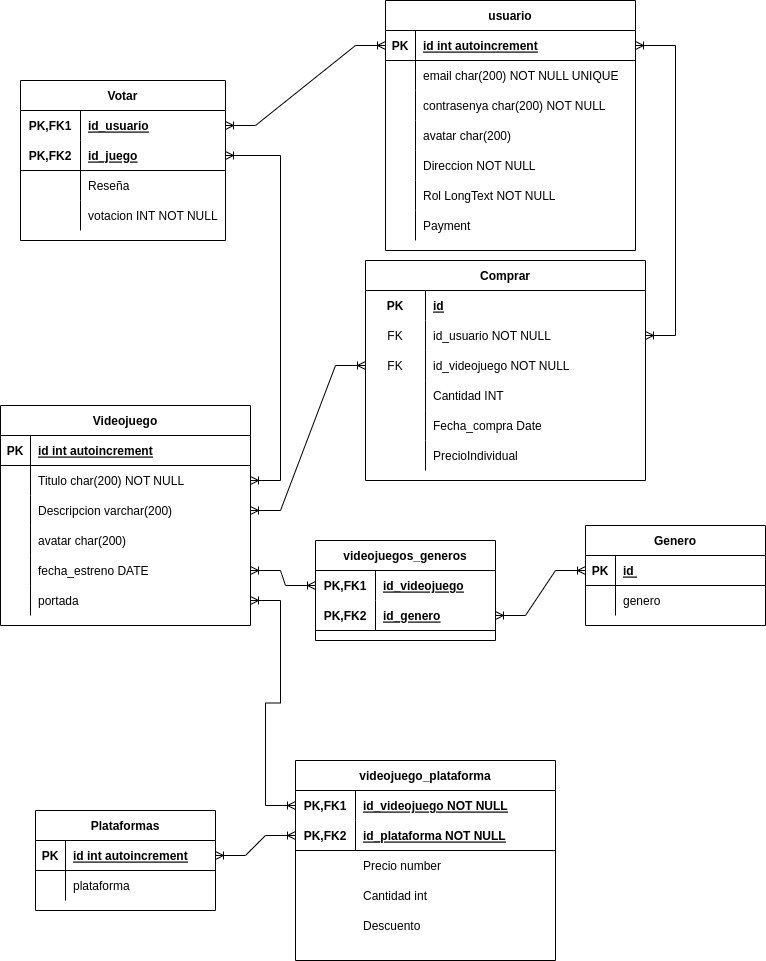 usuario
PK id int autoincrement
email char(200) NOT NULL UNIQUE
contrasenya char(200) NOT NULL
avatar char(200)
Direccion NOT NULL
Rol LongText NOT NULL
Payment
Votar
PK,FK1 id_usuario
PK,FK2 id_juego
Reseña
votacion INT NOT NULL
Comprar
PK id
FK id_usuario NOT NULL
FK id_videojuego NOT NULL
Cantidad INT
Fecha_compra Date
PrecioIndividual
Videojuego
PK id int autoincrement
Titulo char(200) NOT NULL
Descripcion varchar(200)
avatar char(200)
fecha_estreno DATE
portada
videojuegos_generos
PK,FK1 id_videojuego
PK,FK2 id_genero
Genero
PK id
genero
videojuego_plataforma
PK,FK1 id_videojuego NOT NULL
PK,FK2 id_plataforma NOT NULL
Precio number
Cantidad int
Descuento
Plataformas
PK id int autoincrement
plataforma